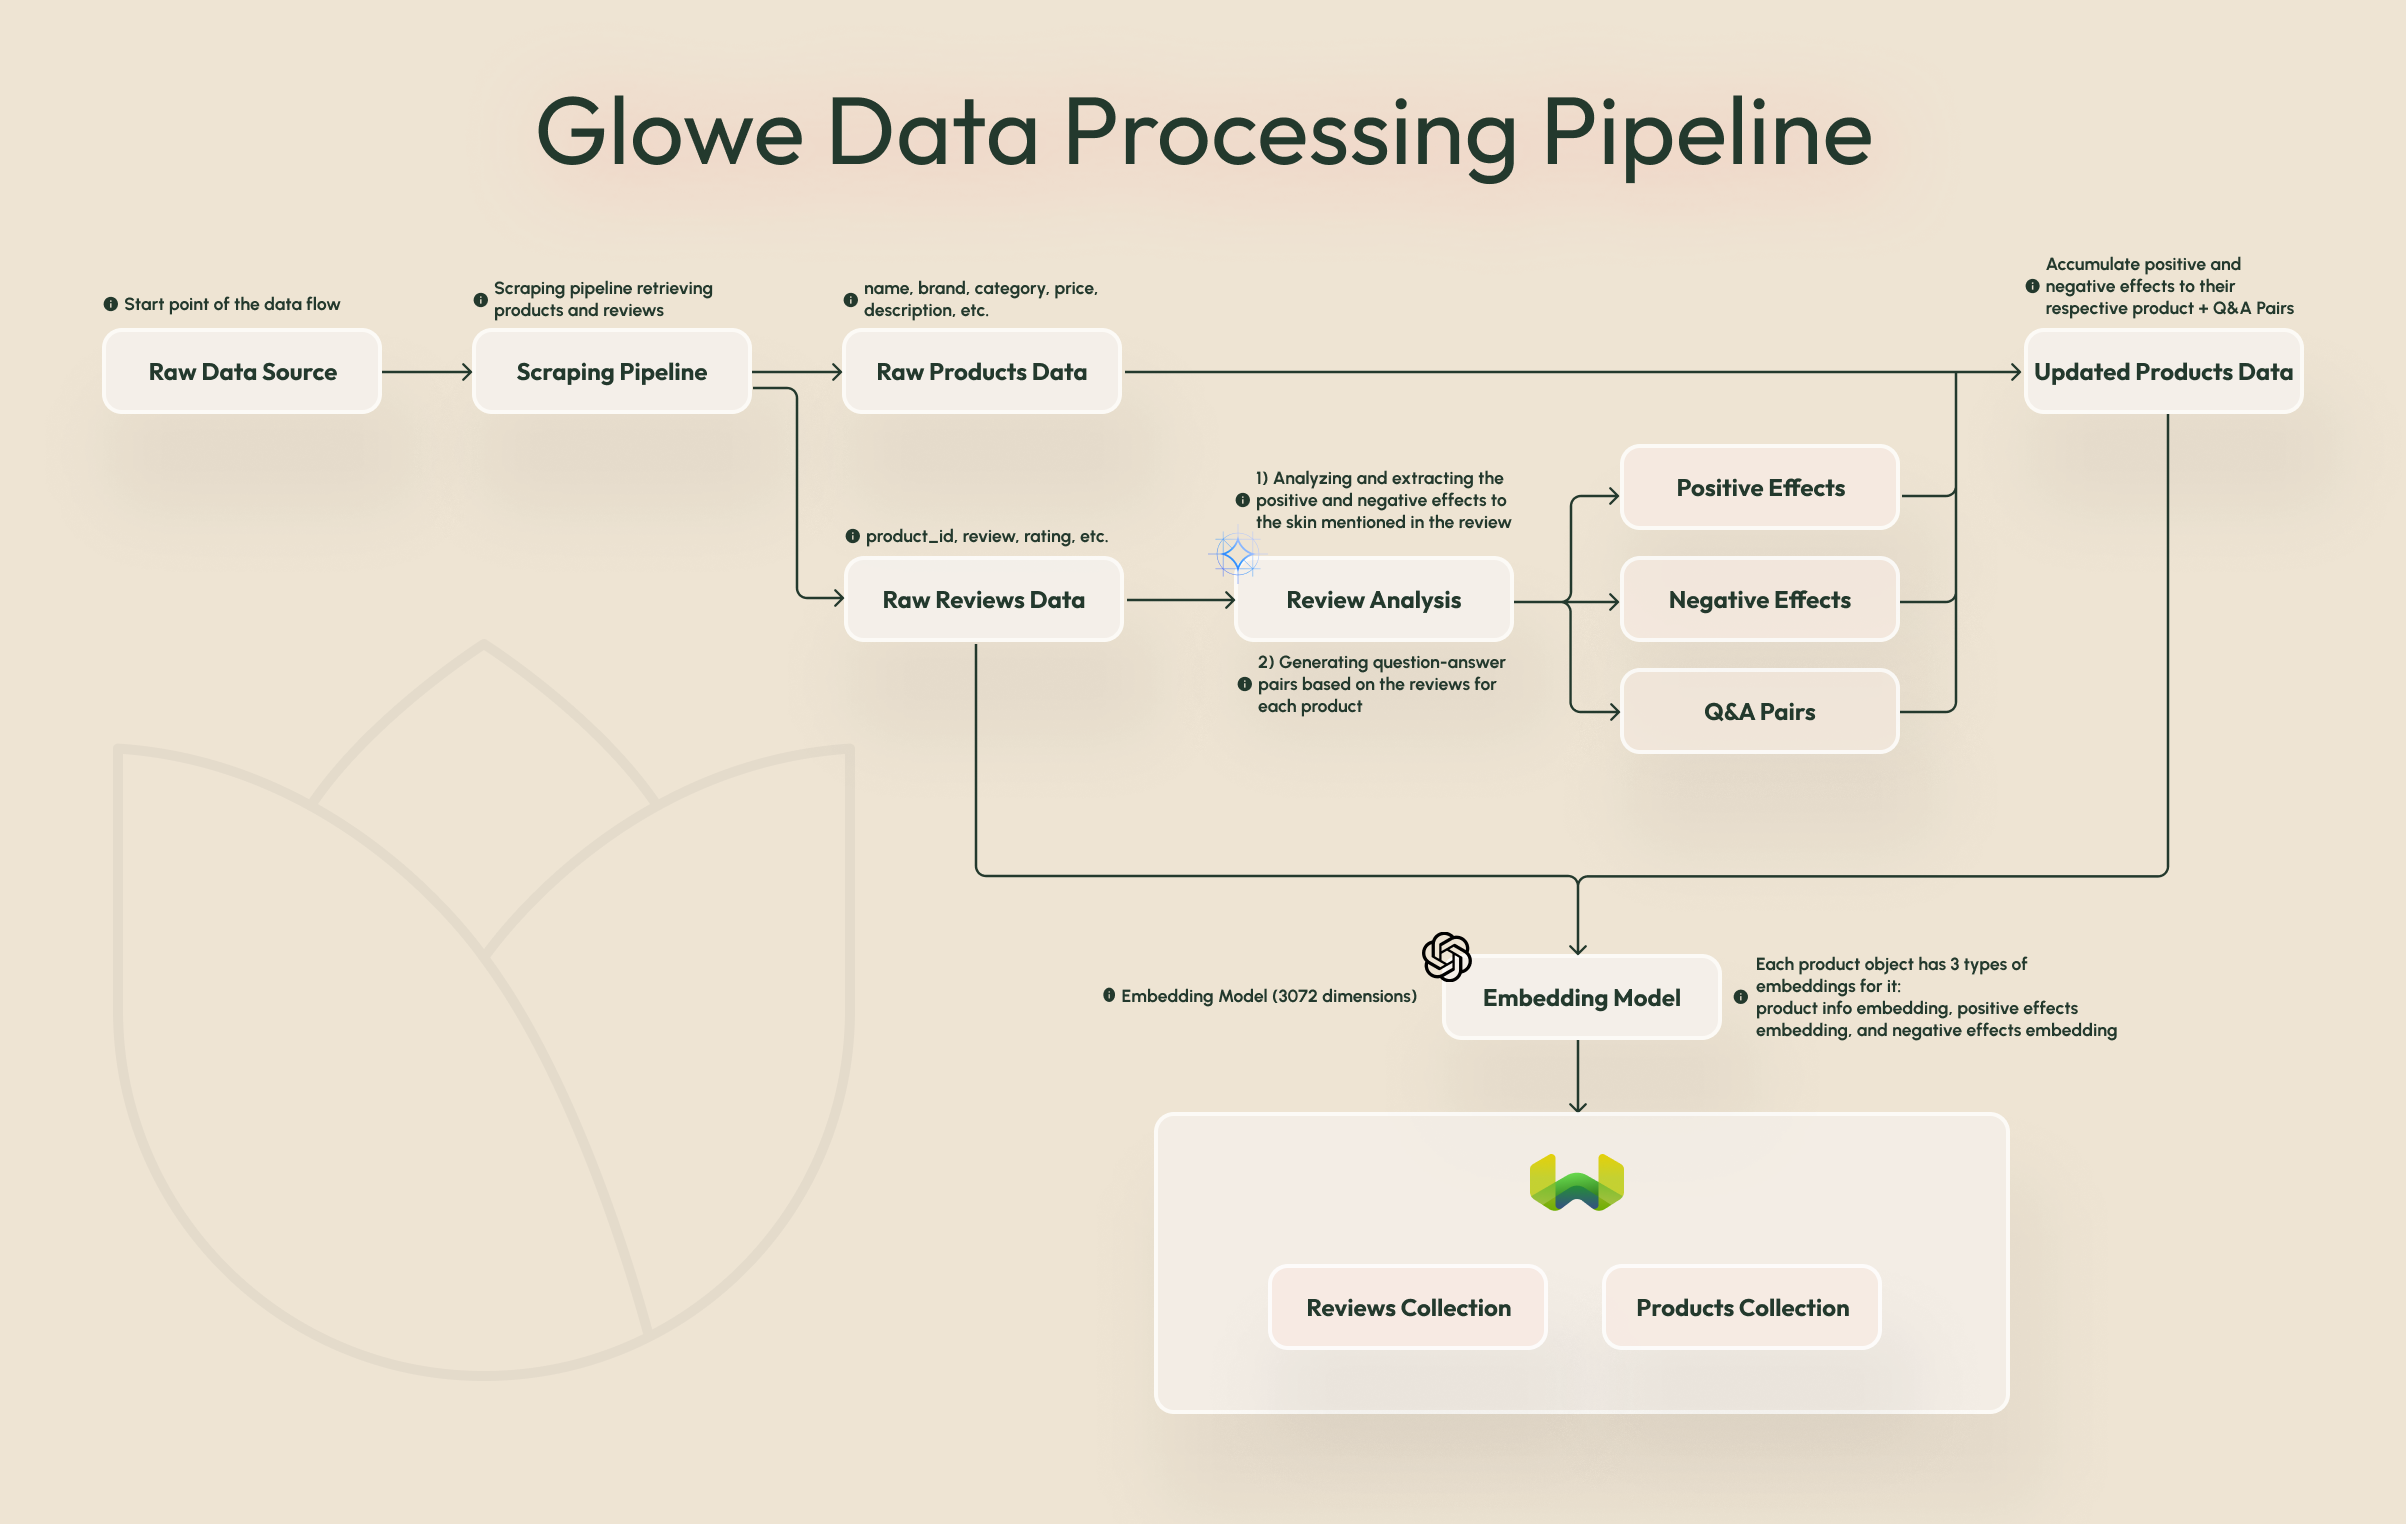 Glowe Data Processing Pipeline
Start point of the data flow
Raw Data Source
Scraping pipeline retrieving
products and reviews
Scraping Pipeline
name, brand, category, price,
description, etc.
Raw Products Data
Accumulate positive and
negative effects to their
respective product + Q&A Pairs
Updated Products Data
product_id, review, rating, etc.
Raw Reviews Data
1) Analyzing and extracting the
positive and negative effects to
the skin mentioned in the review
Review Analysis
2) Generating question-answer
pairs based on the reviews for
each product
Positive Effects
Negative Effects
Q&A Pairs
Embedding Model (3072 dimensions)
Embedding Model
Each product object has 3 types of
embeddings for it:
product info embedding, positive effects
embedding, and negative effects embedding
Reviews Collection
Products Collection